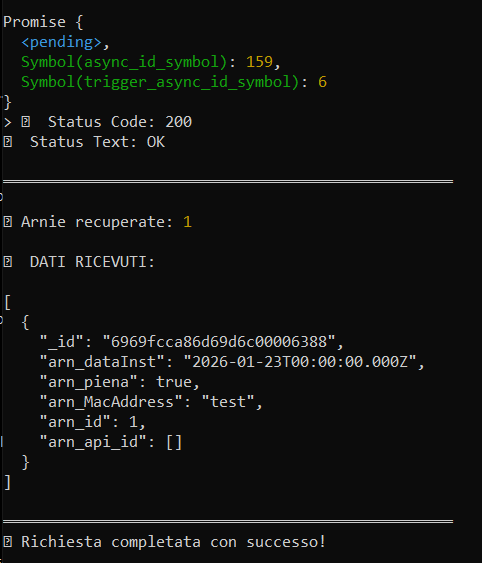 Promise {
  <pending>,
  Symbol(async_id_symbol): 159,
  Symbol(trigger_async_id_symbol): 6
}
> ⍰  Status Code: 200
⍰  Status Text: OK
Arnie recuperate: 1
⍰  DATI RICEVUTI:
[
  {
    "_id": "6969fcca86d69d6c00006388",
    "arn_dataInst": "2026-01-23T00:00:00.000Z",
    "arn_piena": true,
    "arn_MacAddress": "test",
    "arn_id": 1,
    "arn_api_id": []
  }
]
⍰ Richiesta completata con successo!